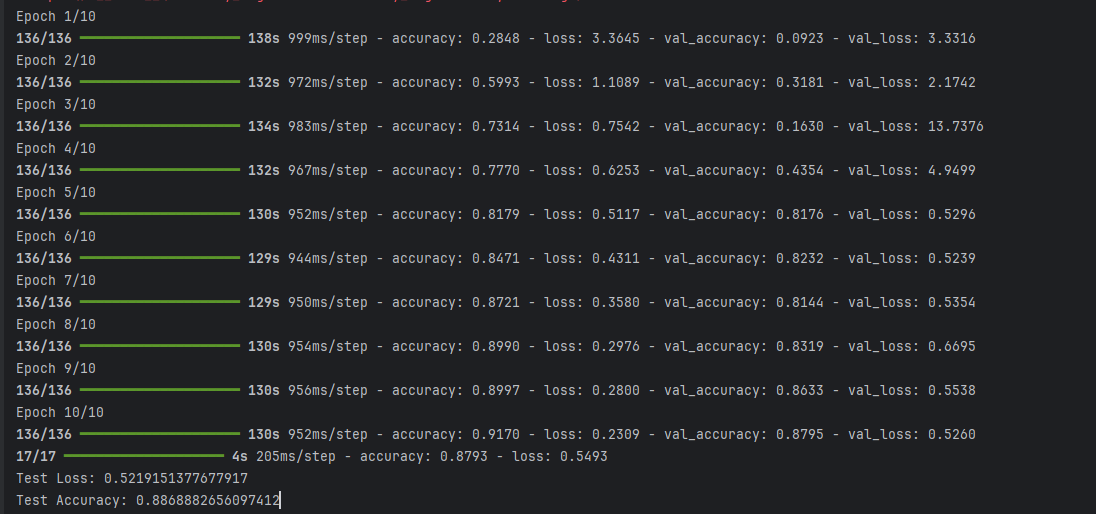 Epoch 1/10
136/136 ━━━━━━━━━━━━━━━━━━━━ 138s 999ms/step - accuracy: 0.2848 - loss: 3.3645 - val_accuracy: 0.0923 - val_loss: 3.3316
Epoch 2/10
136/136 ━━━━━━━━━━━━━━━━━━━━ 132s 972ms/step - accuracy: 0.5993 - loss: 1.1089 - val_accuracy: 0.3181 - val_loss: 2.1742
Epoch 3/10
136/136 ━━━━━━━━━━━━━━━━━━━━ 134s 983ms/step - accuracy: 0.7314 - loss: 0.7542 - val_accuracy: 0.1630 - val_loss: 13.7376
Epoch 4/10
136/136 ━━━━━━━━━━━━━━━━━━━━ 132s 967ms/step - accuracy: 0.7770 - loss: 0.6253 - val_accuracy: 0.4354 - val_loss: 4.9499
Epoch 5/10
136/136 ━━━━━━━━━━━━━━━━━━━━ 130s 952ms/step - accuracy: 0.8179 - loss: 0.5117 - val_accuracy: 0.8176 - val_loss: 0.5296
Epoch 6/10
136/136 ━━━━━━━━━━━━━━━━━━━━ 129s 944ms/step - accuracy: 0.8471 - loss: 0.4311 - val_accuracy: 0.8232 - val_loss: 0.5239
Epoch 7/10
136/136 ━━━━━━━━━━━━━━━━━━━━ 129s 950ms/step - accuracy: 0.8721 - loss: 0.3580 - val_accuracy: 0.8144 - val_loss: 0.5354
Epoch 8/10
136/136 ━━━━━━━━━━━━━━━━━━━━ 130s 954ms/step - accuracy: 0.8990 - loss: 0.2976 - val_accuracy: 0.8319 - val_loss: 0.6695
Epoch 9/10
136/136 ━━━━━━━━━━━━━━━━━━━━ 130s 956ms/step - accuracy: 0.8997 - loss: 0.2800 - val_accuracy: 0.8633 - val_loss: 0.5538
Epoch 10/10
136/136 ━━━━━━━━━━━━━━━━━━━━ 130s 952ms/step - accuracy: 0.9170 - loss: 0.2309 - val_accuracy: 0.8795 - val_loss: 0.5260
17/17 ━━━━━━━━━━━━━━━━━━━━ 4s 205ms/step - accuracy: 0.8793 - loss: 0.5493
Test Loss: 0.5219151377677917
Test Accuracy: 0.8868882656097412